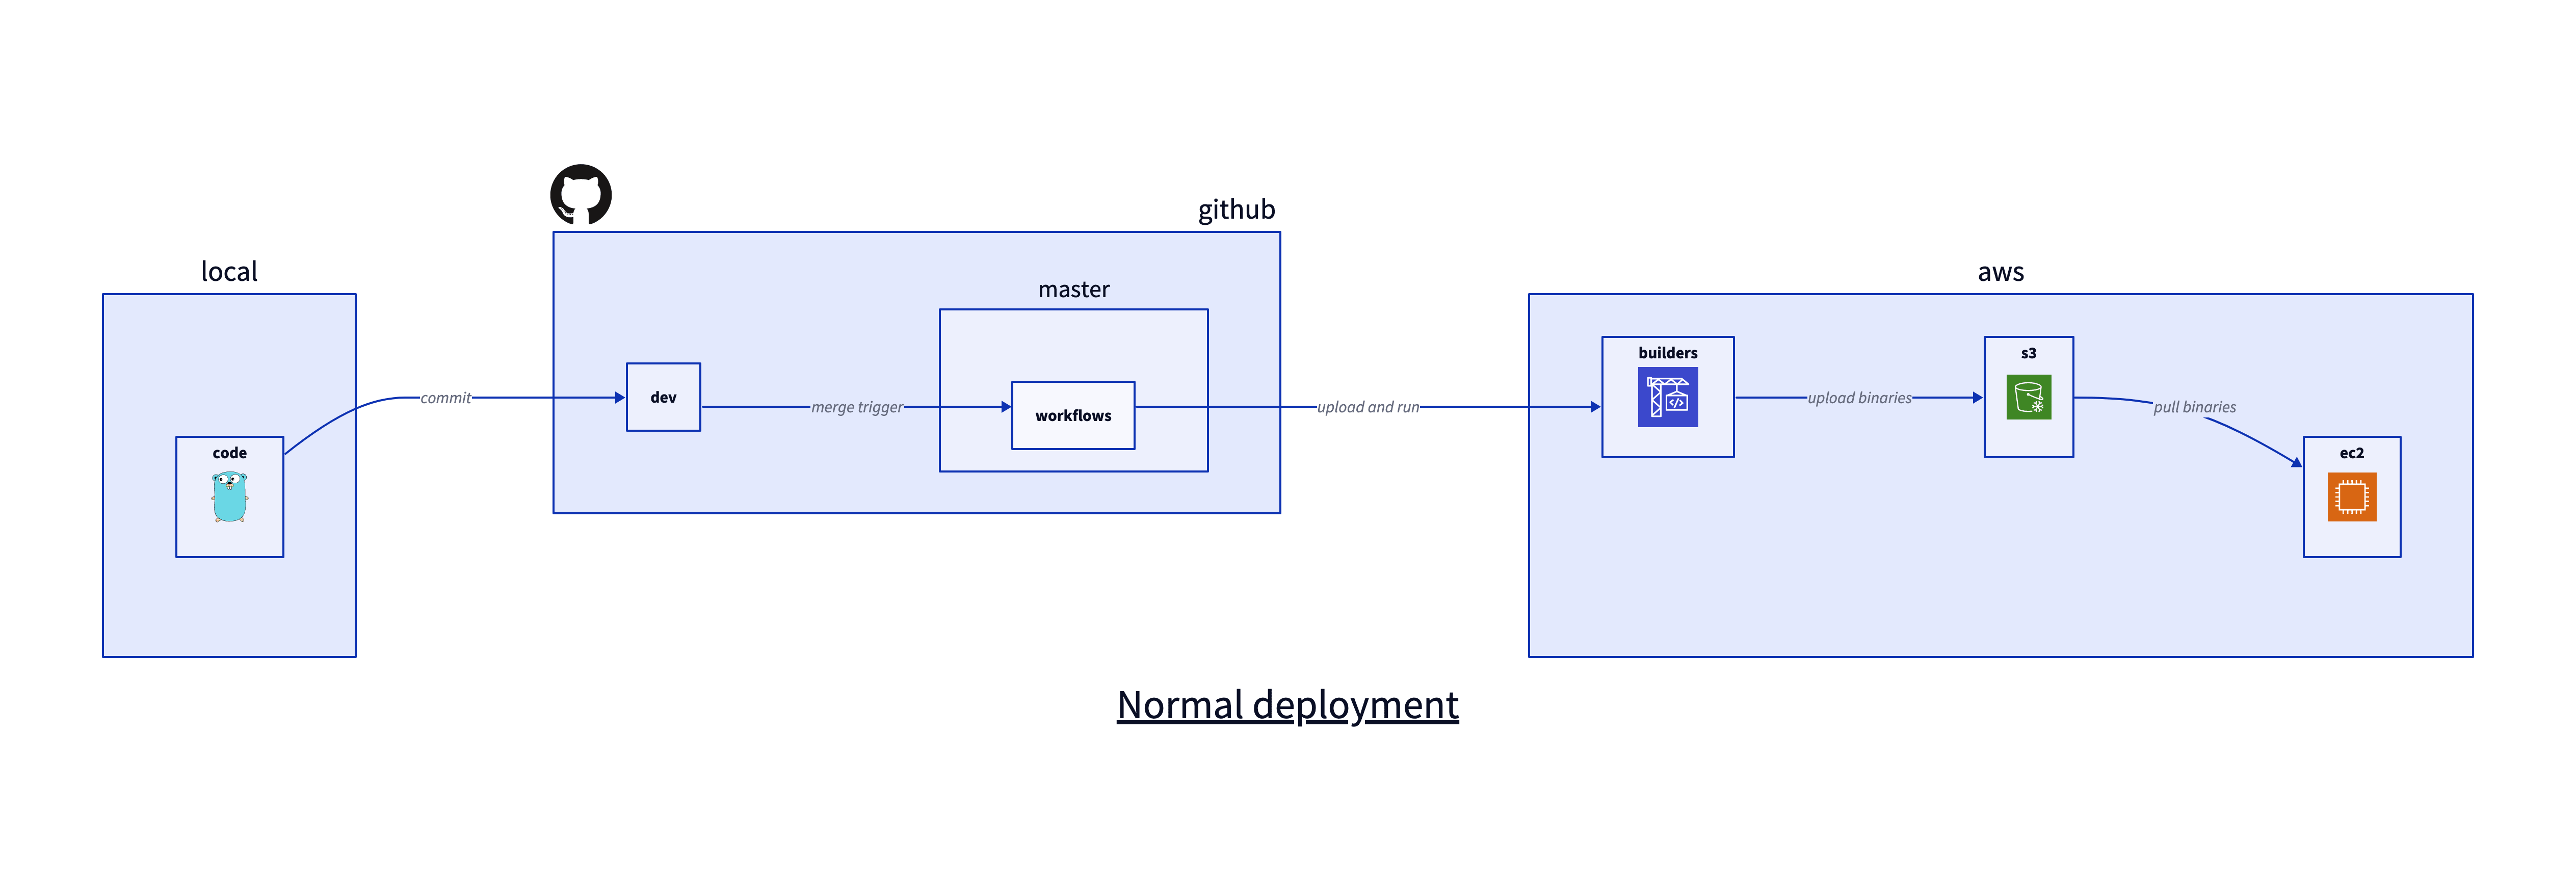 github
local
aws
master
builders
s3
dev
commit
merge trigger
workflows
upload and run
upload binaries
pull binaries
code
ec2
Normal deployment